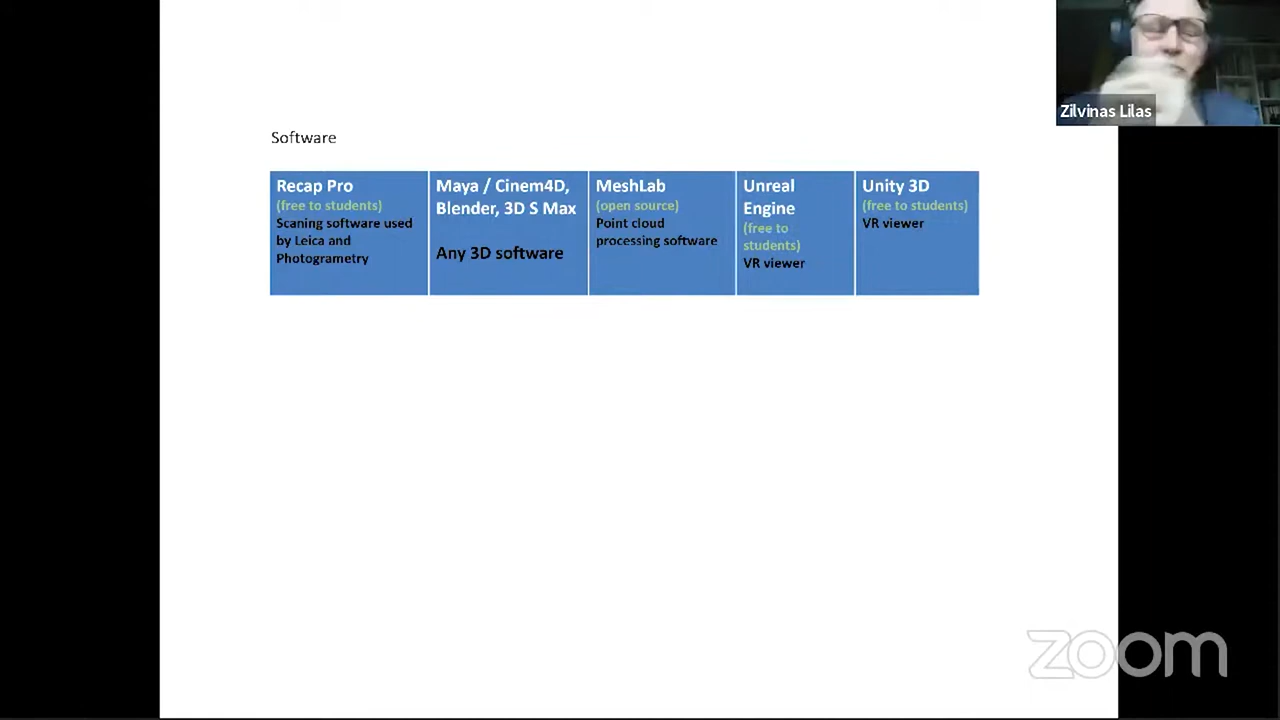 Zilvinas Lilas
Software
Recap Pro
(free to students)
Scaning software used
by Leica and
Photogrametry
Maya / Cinem4D,
Blender, 3D S Max
Any 3D software
MeshLab
(open source)
Point cloud
processing software
Unreal
Engine
(free to
students)
VR viewer
Unity 3D
(free to students)
VR viewer
zoom